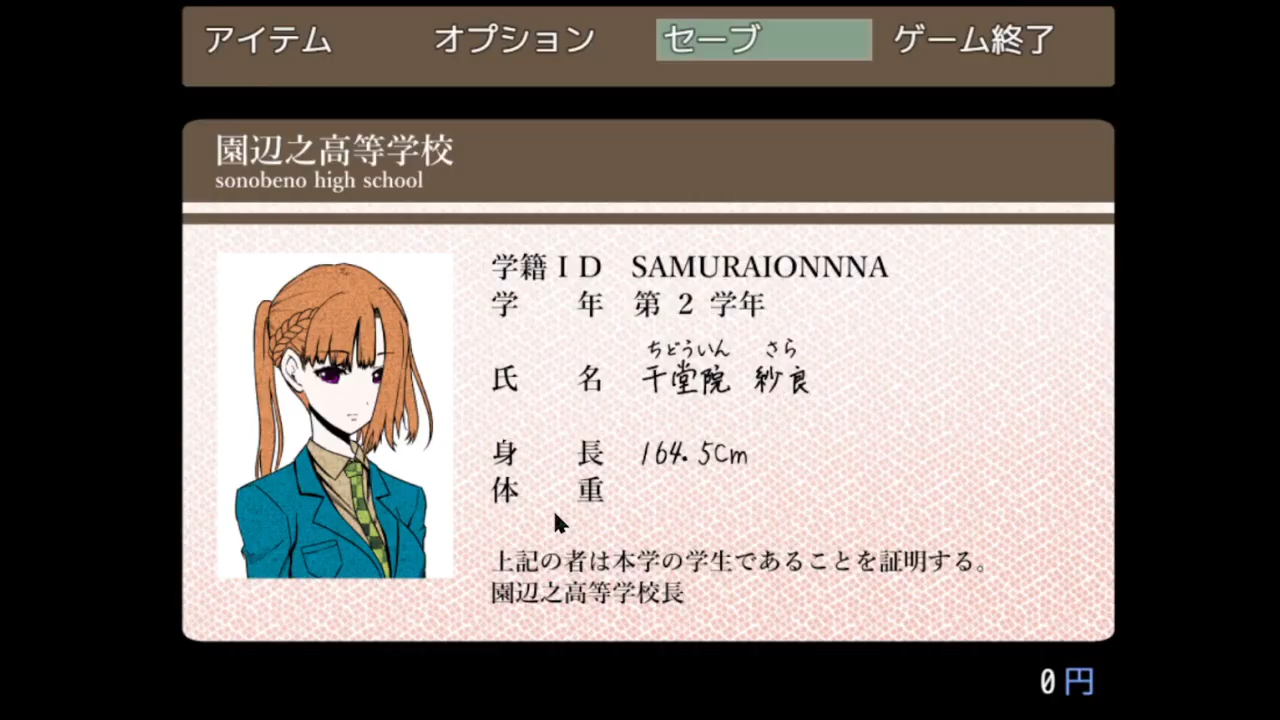 アイテム オプション セーブ ゲーム終了
園辺之高等学校
sonobeno high school
学籍ID SAMURAIONNNA
学 年 第 2 学年
ちどういん さら
氏 名 千堂院 紗良
身 長 164.5cm
体 重
上記の者は本学の学生であることを証明する。
園辺之高等学校長
0円